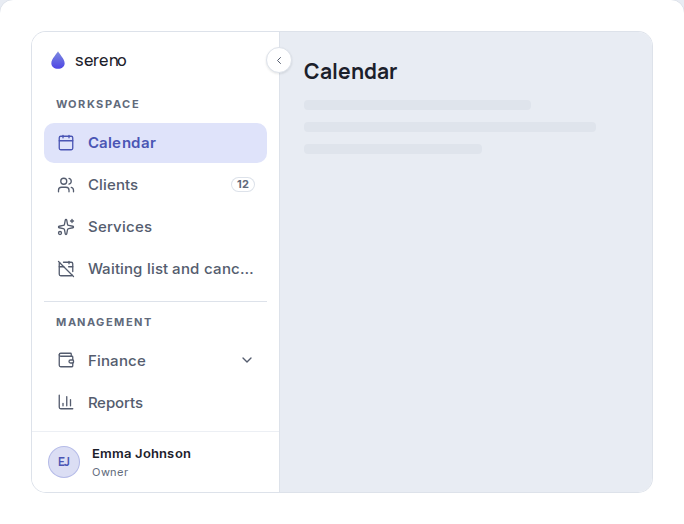 sereno
WORKSPACE
Calendar
Clients 12
Services
Waiting list and canc...
MANAGEMENT
Finance
Reports
EJ
Emma Johnson
Owner
Calendar